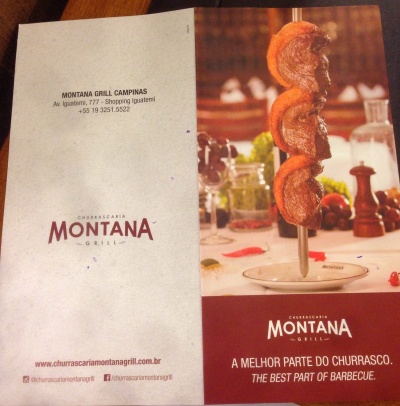 MONTANA GRILL CAMPINAS
Av. Iguatemi, 777 - Shopping Iguatemi
+55 19 3251.5522
CHURRASCARIA
MONTANA
GRILL
www.churrascariamontanagrill.com.br
@churrascariamontanagrill /churrascariamontanagrill
CHURRASCARIA
MONTANA
GRILL
A MELHOR PARTE DO CHURRASCO.
THE BEST PART OF BARBECUE.